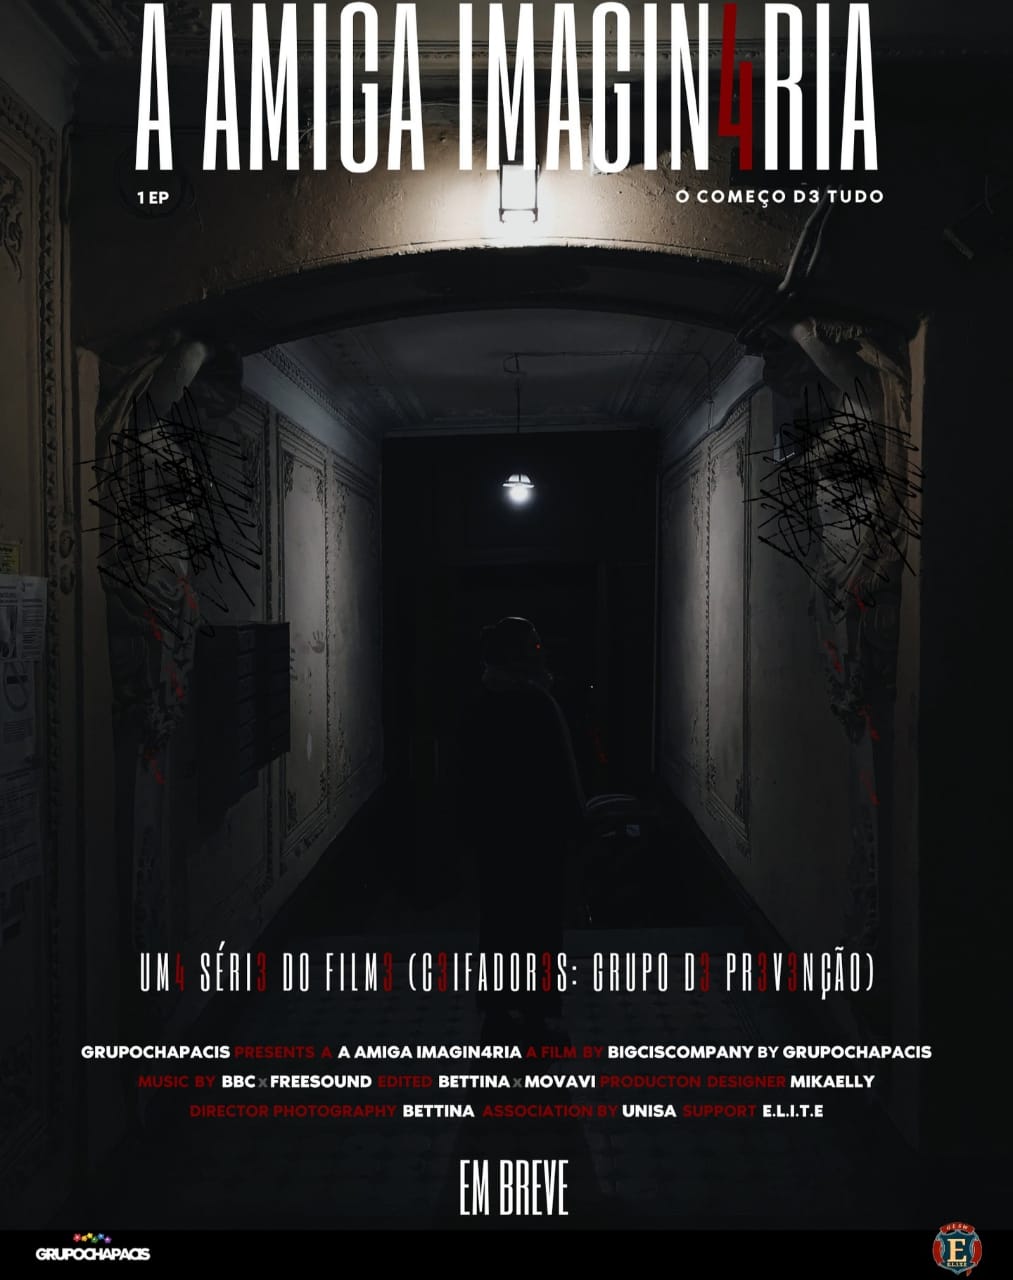 A AMIGA IMAGIN4RIA
1 EP
O COMEÇO D3 TUDO
UM4 SÉRI3 DO FILM3 (C3IFADOR3S: GRUPO D3 PR3V3NÇÃO)
GRUPOCHAPACIS PRESENTS A A AMIGA IMAGIN4RIA A FILM BY BIGCISCOMPANY BY GRUPOCHAPACIS
MUSIC BY BBC x FREESOUND EDITED BETTINA x MOVAVI PRODUCTON DESIGNER MIKAELLY
DIRECTOR PHOTOGRAPHY BETTINA ASSOCIATION BY UNISA SUPPORT E.L.I.T.E
EM BREVE
GRUPOCHAPACIS
E
E.L.I.T.E